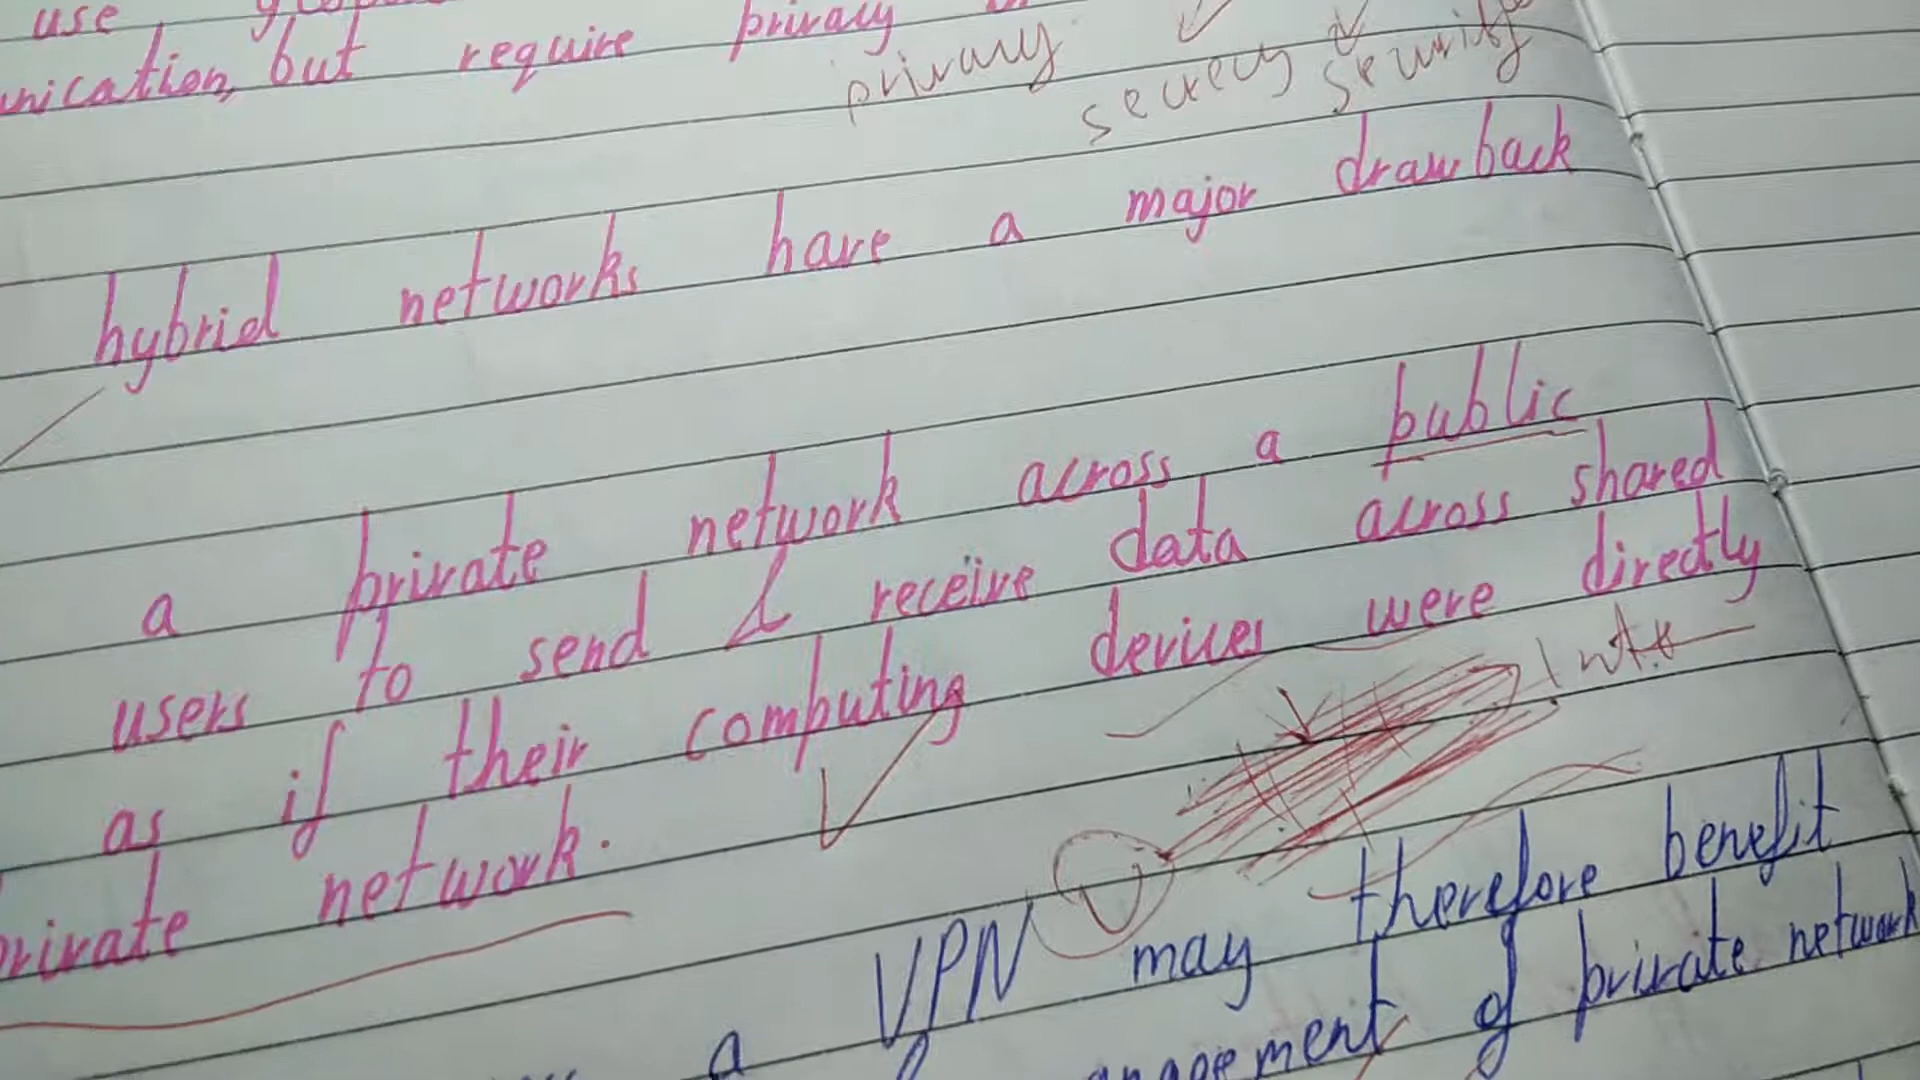 use
unication, but require privacy
privacy secrecy security
hybrid networks have a major drawback
a private network across a public
users to send & receive data across shared
as if their computing devices were directly
rivate network.
VPN may therefore benefit
a
of private network